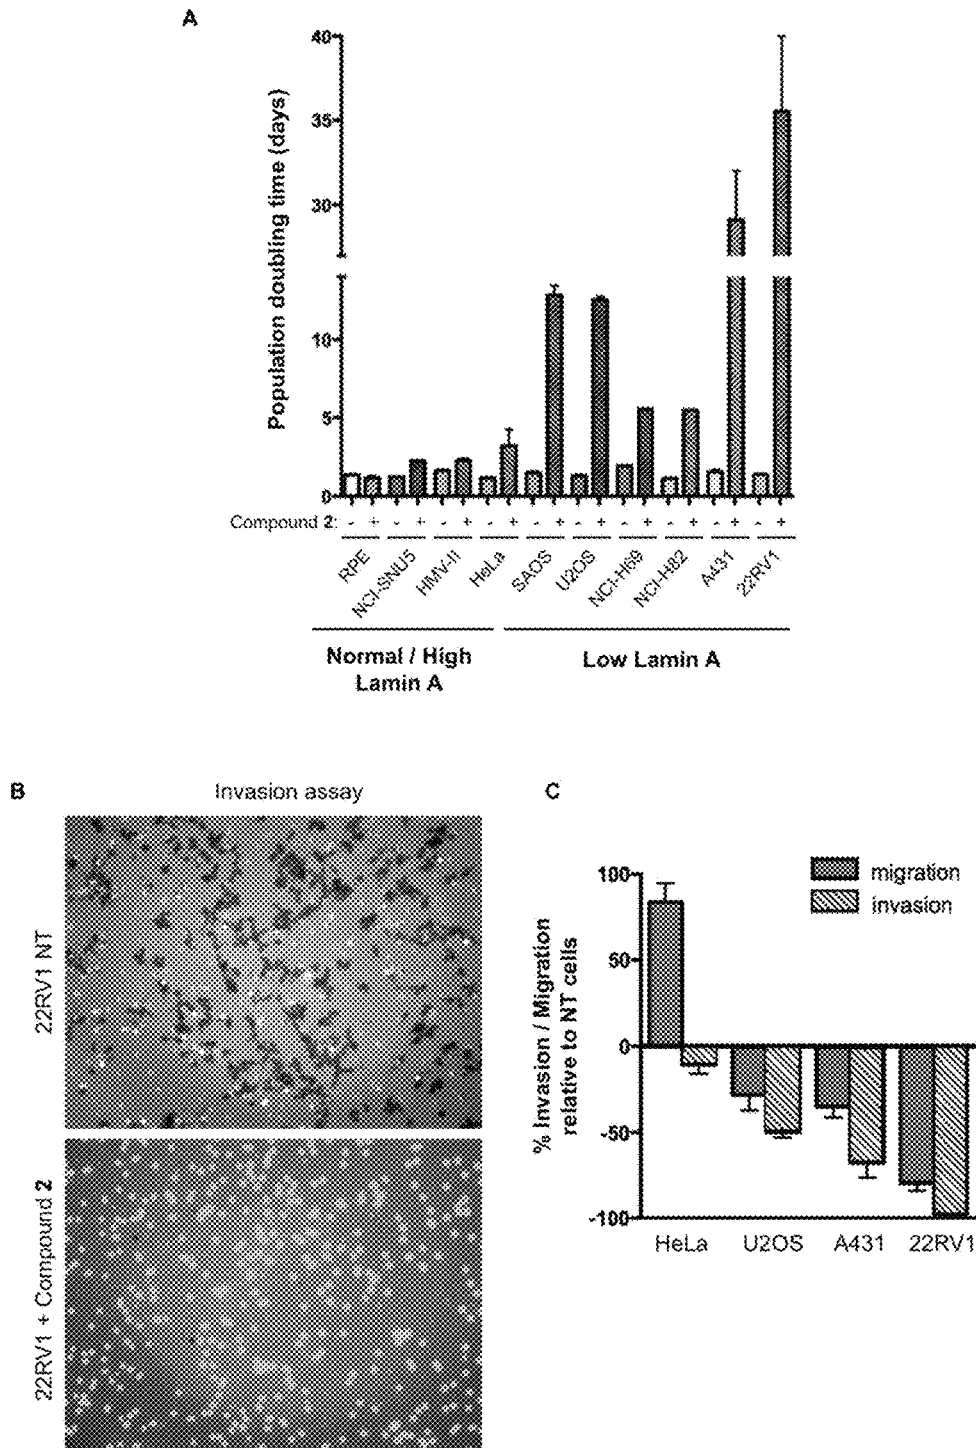 A
Population doubling time (days)
40
35
30
10
5
0
Compound 2: - + - + - + - + - + - + - + - + - + - +
RPE
NCI-SNU5
HMV-II
HeLa
SAOS
U2OS
NCI-H69
NCI-H82
A431
22RV1
Normal / High
Lamin A
Low Lamin A
B
Invasion assay
22RV1 NT
22RV1 + Compound 2
C
% Invasion / Migration
relative to NT cells
migration
invasion
100
50
0
-50
-100
HeLa U2OS A431 22RV1